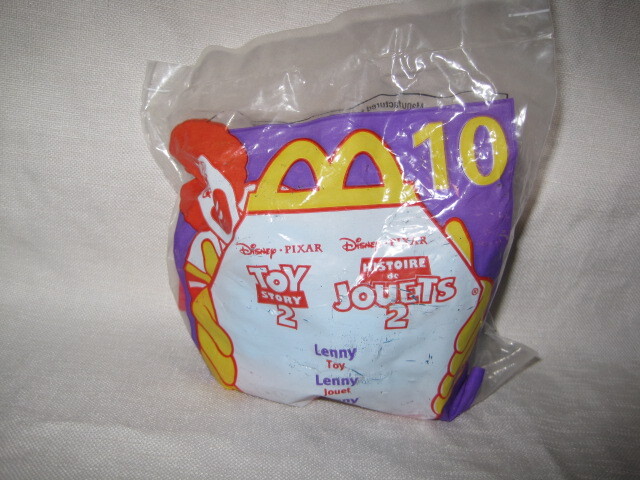 10
Disney · PIXAR
TOY
STORY
2
Disney · PIXAR
HISTOIRE
de
JOUETS
2
®
Lenny
Toy
Lenny
Jouet